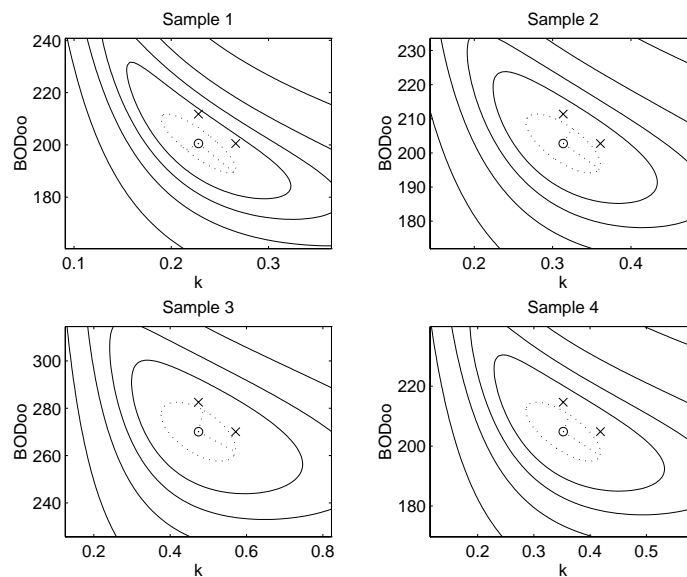 Sample 1
240
220
200
180
BODoo
0.1 0.2 0.3
k
Sample 2
230
220
210
200
190
180
BODoo
0.2 0.3 0.4
k
Sample 3
300
280
260
240
BODoo
0.2 0.4 0.6 0.8
k
Sample 4
220
200
180
170
BODoo
0.2 0.3 0.4 0.5
k